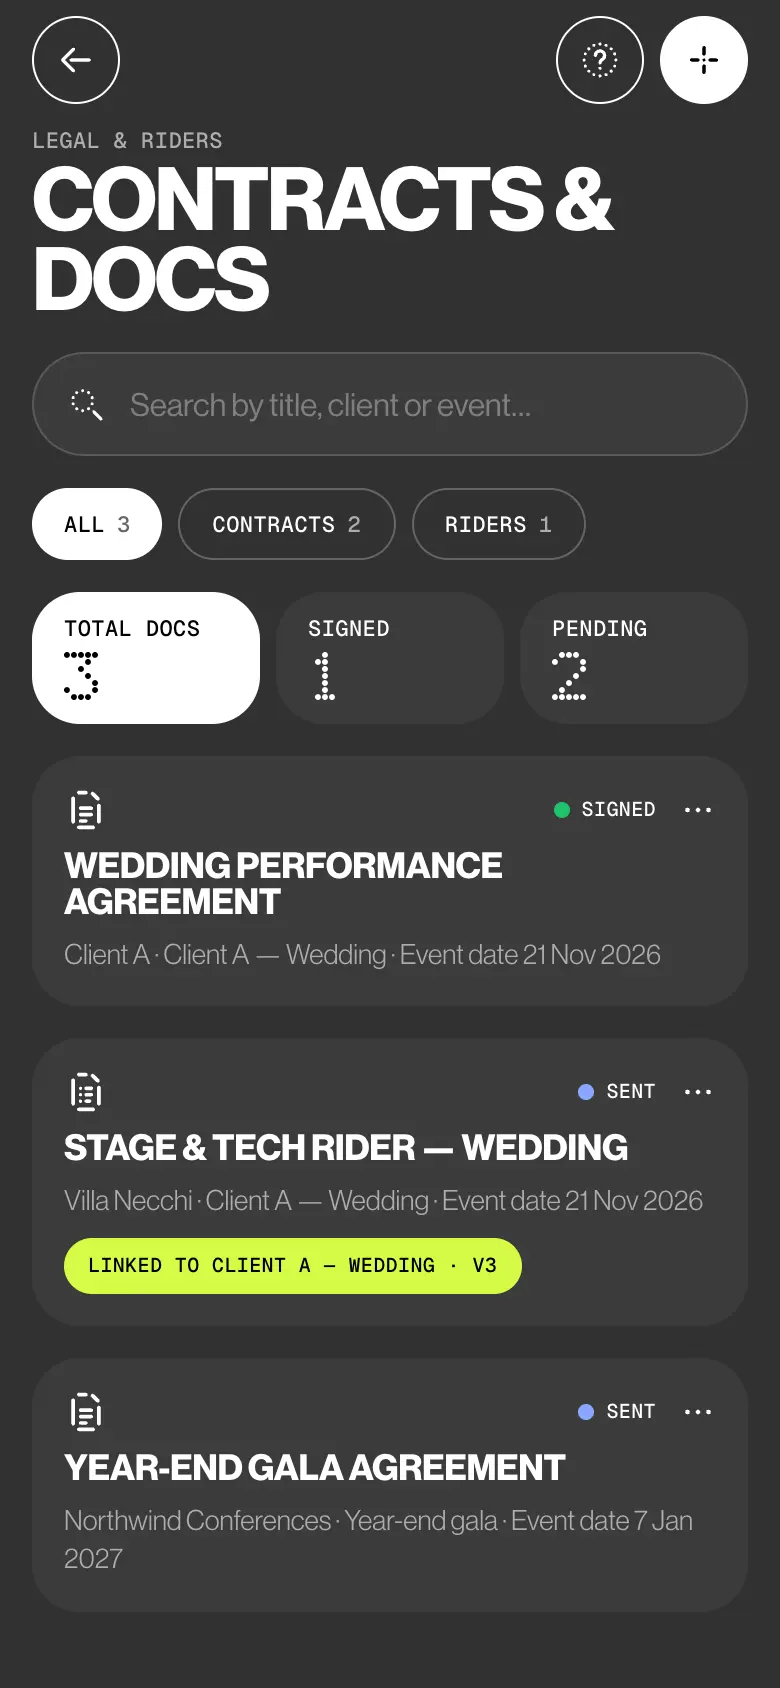 LEGAL & RIDERS
CONTRACTS &
DOCS
Search by title, client or event...
ALL 3
CONTRACTS 2
RIDERS 1
TOTAL DOCS
3
SIGNED
1
PENDING
2
SIGNED
WEDDING PERFORMANCE
AGREEMENT
Client A · Client A — Wedding · Event date 21 Nov 2026
SENT
STAGE & TECH RIDER — WEDDING
Villa Necchi · Client A — Wedding · Event date 21 Nov 2026
LINKED TO CLIENT A — WEDDING · V3
SENT
YEAR-END GALA AGREEMENT
Northwind Conferences · Year-end gala · Event date 7 Jan
2027